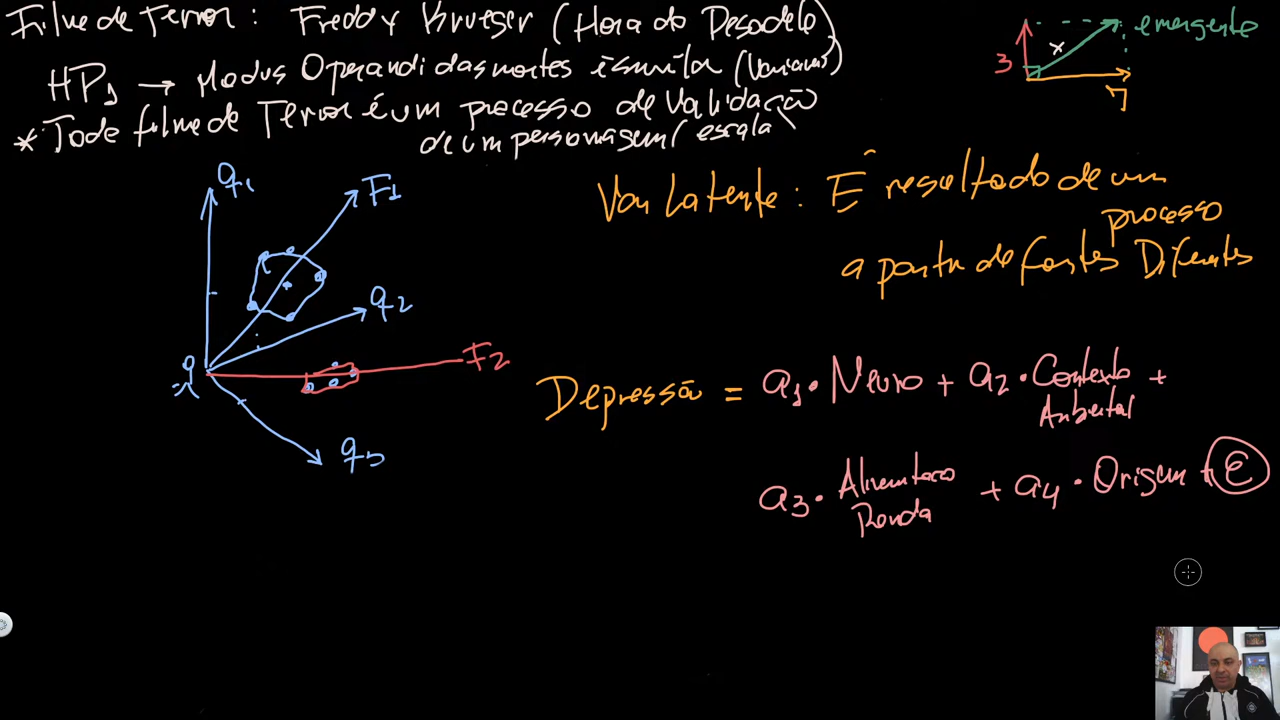 Filme de Terror : Freddy Krueger (Hora do Pesadelo)
HP1 → Modus Operandi das mortes é similar (Variáveis)
* Todo filme de Terror é um processo de Validação
de um personagem / escala
3
x
emergente
7
q1
F1
q2
F2
q3
Var Latente : É resultado de um
processo
a partir de fontes Diferentes
Depressão = a1 · Neuro + a2 · Contexto +
Ambiental
a3 · Alimentação + a4 · Origem + e
Renda